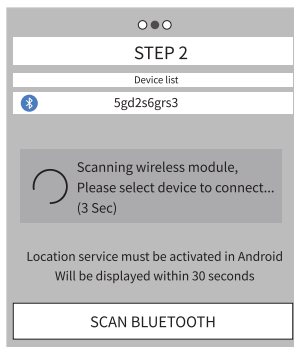 STEP 2
Device list
5gd2s6grs3
Scanning wireless module,
Please select device to connect...
(3 Sec)
Location service must be activated in Android
Will be displayed within 30 seconds
SCAN BLUETOOTH